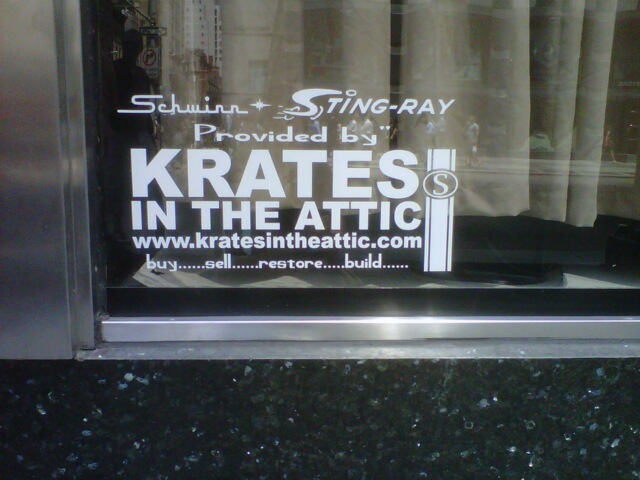 Schwinn STING-RAY
Provided by"
KRATES
IN THE ATTIC
S
www.kratesintheattic.com
buy......sell......restore.....build......